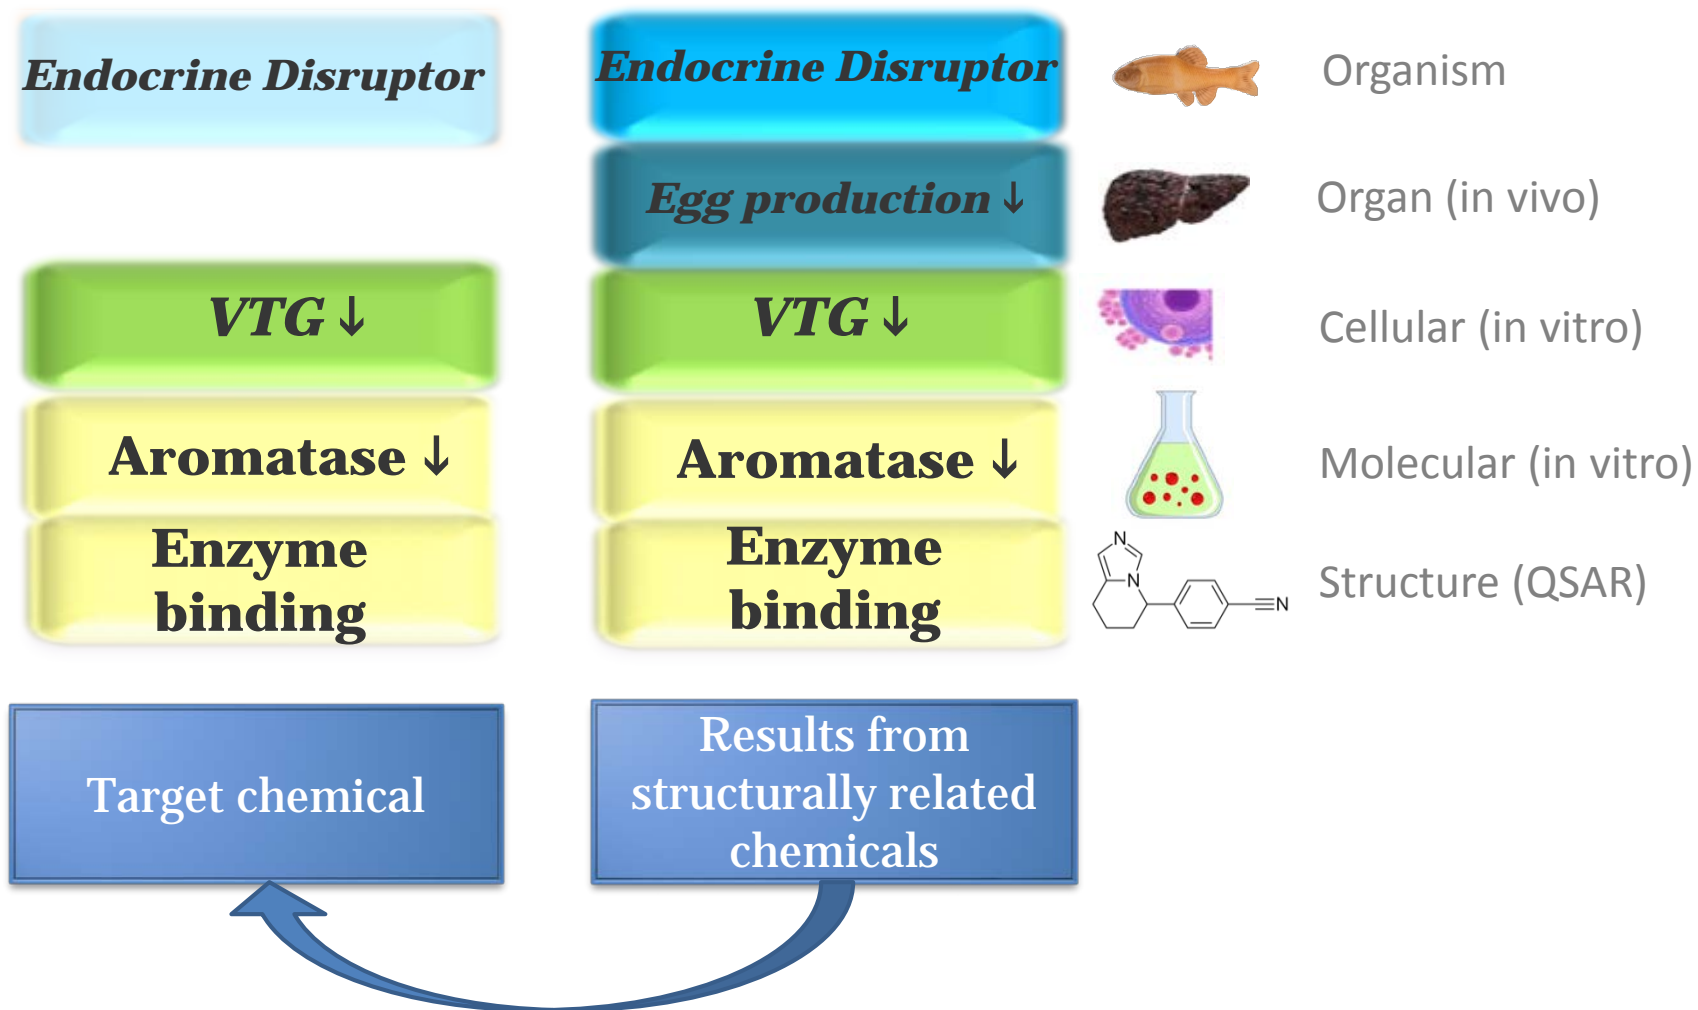 Endocrine Disruptor
VTG ↓
Aromatase ↓
Enzyme
binding
Target chemical
Endocrine Disruptor
Egg production ↓
VTG ↓
Aromatase ↓
Enzyme
binding
Results from
structurally related
chemicals
Organism
Organ (in vivo)
Cellular (in vitro)
Molecular (in vitro)
Structure (QSAR)
N
N
N